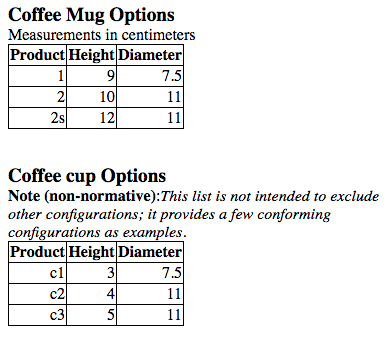 Coffee Mug Options
Measurements in centimeters
Product Height Diameter
1 9 7.5
2 10 11
2s 12 11
Coffee cup Options
Note (non-normative):This list is not intended to exclude
other configurations; it provides a few conforming
configurations as examples.
Product Height Diameter
c1 3 7.5
c2 4 11
c3 5 11